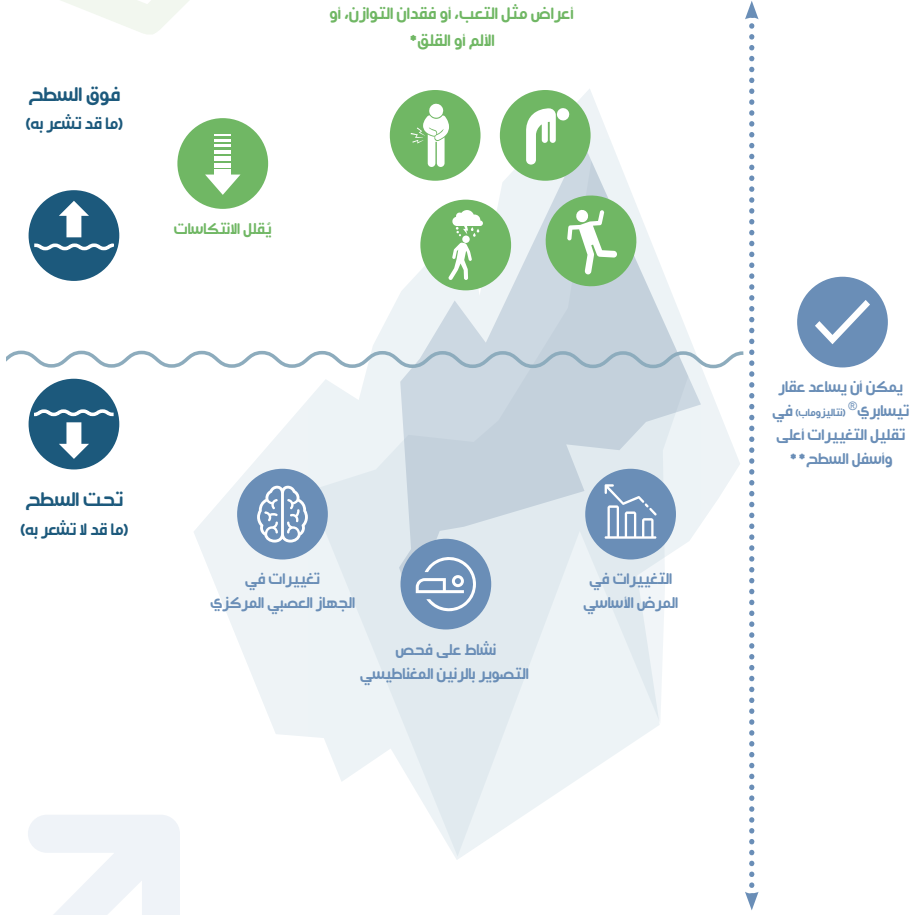 أعراض مثل التعب، أو فقدان التوازن، أو
الألم أو القلق*
فوق السطح
(ما قد تشعر به)
يُقلل الانتكاسات
يمكن أن يساعد عقار
تيسابري® (نتاليزوماب) في
تقليل التغييرات أعلى
وأسفل السطح**
تحت السطح
(ما قد لا تشعر به)
تغييرات في
الجهاز العصبي المركزي
التغييرات في
المرض الأساسي
نشاط على فحص
التصوير بالرنين المغناطيسي